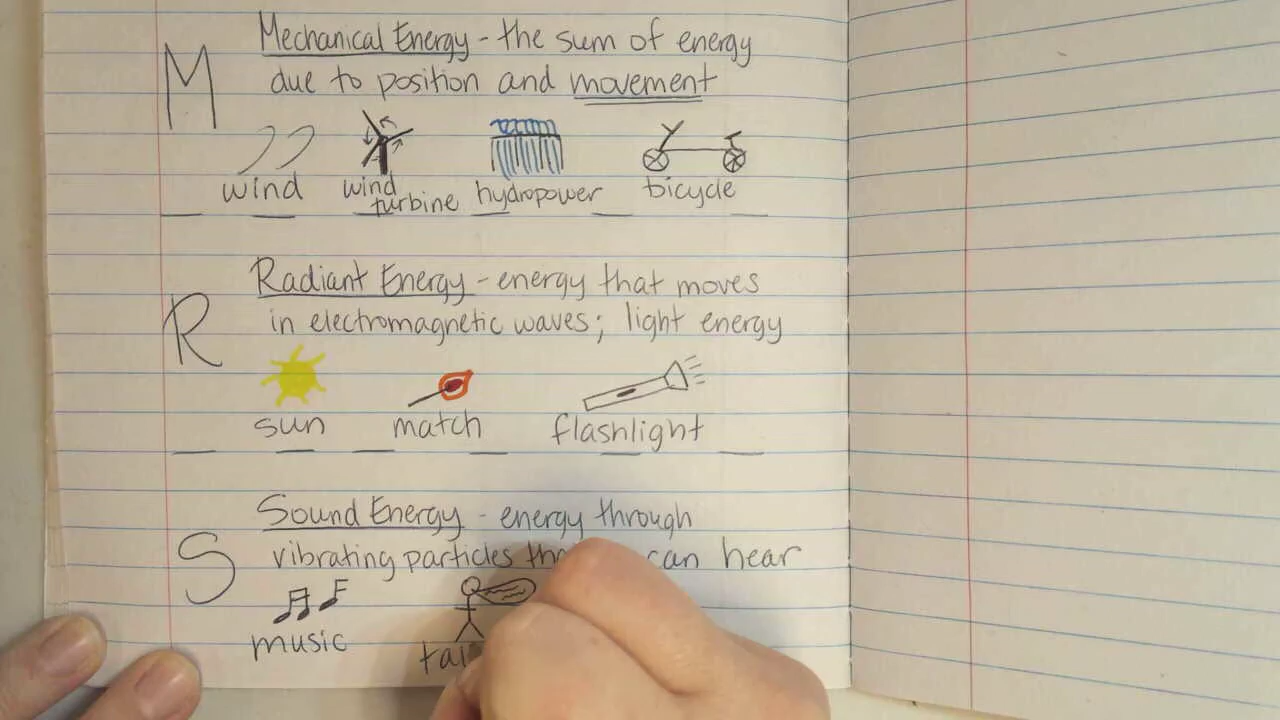 M
Mechanical Energy - the sum of energy
due to position and movement
wind wind turbine hydropower bicycle
R
Radiant Energy - energy that moves
in electromagnetic waves; light energy
sun match flashlight
S
Sound Energy - energy through
vibrating particles can hear
music